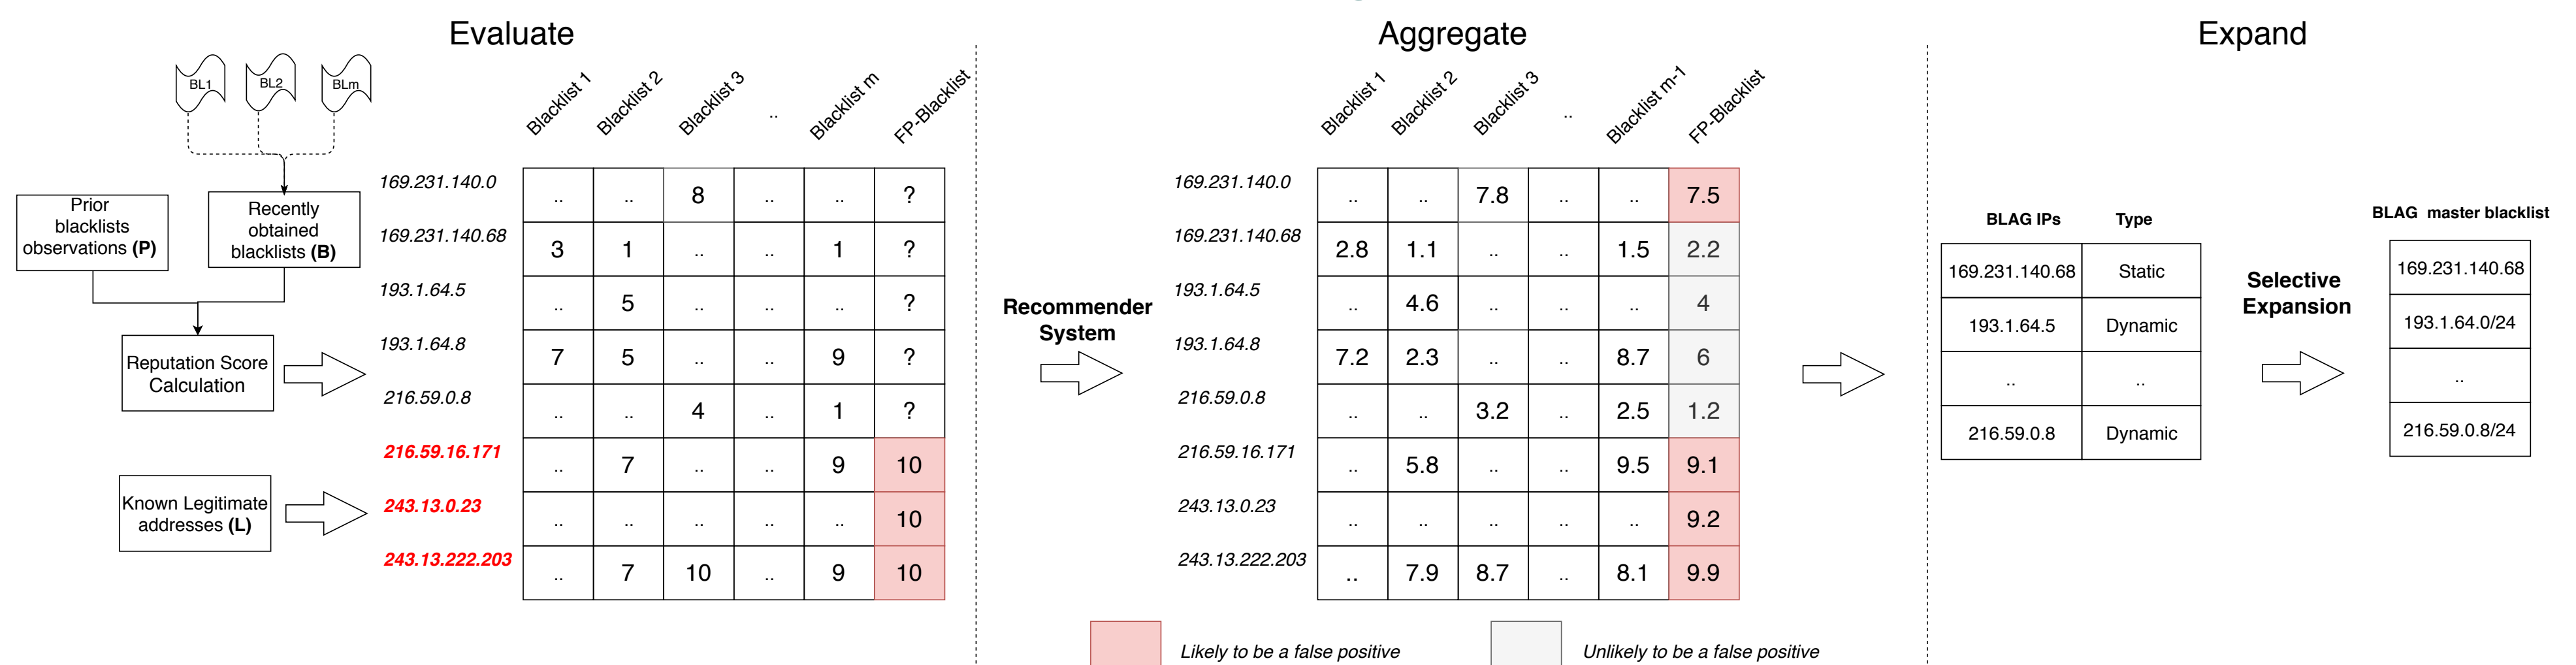 Evaluate
Aggregate
Expand
BL1
BL2
BLm
Prior
blacklists
observations (P)
Recently
obtained
blacklists (B)
Reputation Score
Calculation
Known Legitimate
addresses (L)
Blacklist 1
Blacklist 2
Blacklist 3
..
Blacklist m
FP-Blacklist
169.231.140.0 .. .. 8 .. .. ?
169.231.140.68 3 1 .. .. 1 ?
193.1.64.5 .. 5 .. .. .. ?
193.1.64.8 7 5 .. .. 9 ?
216.59.0.8 .. .. 4 .. 1 ?
216.59.16.171 .. 7 .. .. 9 10
243.13.0.23 .. .. .. .. .. 10
243.13.222.203 .. 7 10 .. 9 10
Recommender
System
Blacklist 1
Blacklist 2
Blacklist 3
..
Blacklist m-1
FP-Blacklist
169.231.140.0 .. .. 7.8 .. .. 7.5
169.231.140.68 2.8 1.1 .. .. 1.5 2.2
193.1.64.5 .. 4.6 .. .. .. 4
193.1.64.8 7.2 2.3 .. .. 8.7 6
216.59.0.8 .. .. 3.2 .. 2.5 1.2
216.59.16.171 .. 5.8 .. .. 9.5 9.1
243.13.0.23 .. .. .. .. .. 9.2
243.13.222.203 .. 7.9 8.7 .. 8.1 9.9
Likely to be a false positive
Unlikely to be a false positive
BLAG IPs Type
169.231.140.68 Static
193.1.64.5 Dynamic
.. ..
216.59.0.8 Dynamic
Selective
Expansion
BLAG master blacklist
169.231.140.68
193.1.64.0/24
..
216.59.0.8/24